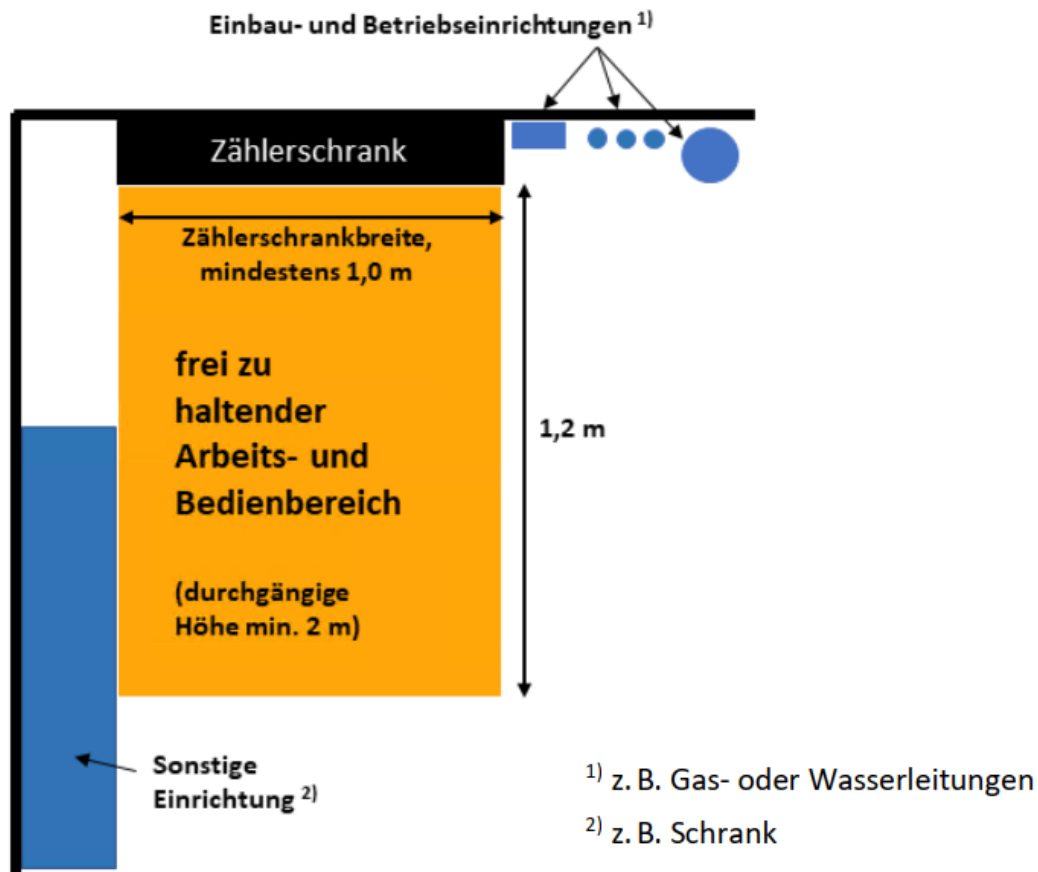 Einbau- und Betriebseinrichtungen 1)
Zählerschrank
Zählerschrankbreite,
mindestens 1,0 m
frei zu
haltender
Arbeits- und
Bedienbereich
(durchgängige
Höhe min. 2 m)
1,2 m
Sonstige
Einrichtung 2)
1) z. B. Gas- oder Wasserleitungen
2) z. B. Schrank